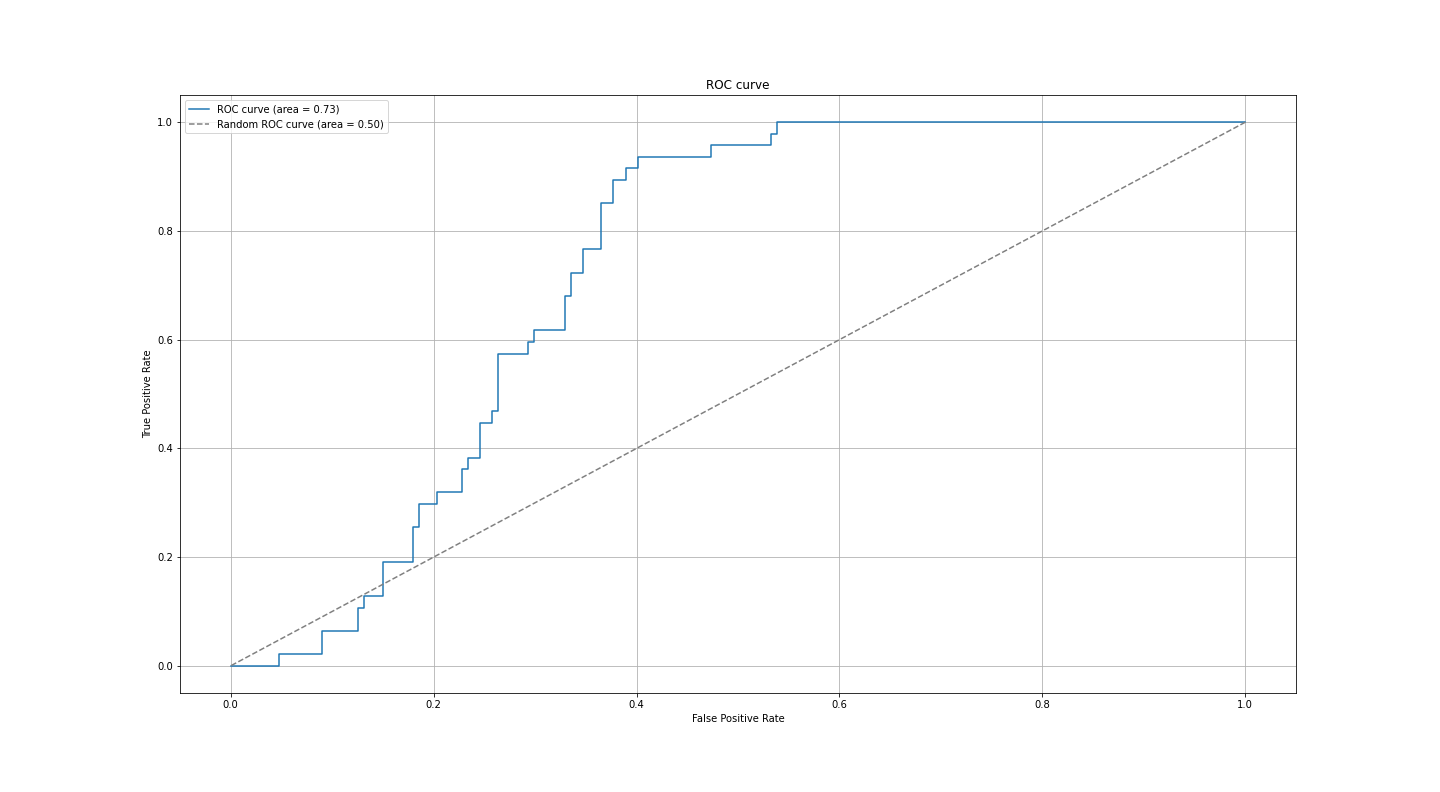 ROC curve
ROC curve (area = 0.73)
Random ROC curve (area = 0.50)
1.0
0.8
0.6
0.4
0.2
0.0
True Positive Rate
0.0 0.2 0.4 0.6 0.8 1.0
False Positive Rate